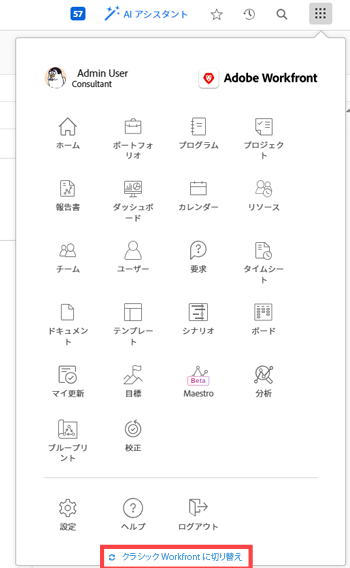 57 AI アシスタント
Admin User
Consultant
Adobe Workfront
ホーム
ポートフォ
リオ
プログラム
プロジェク
ト
報告書
ダッシュボ
ード
カレンダー
リソース
チーム
ユーザー
要求
タイムシー
ト
ドキュメン
ト
テンプレー
ト
シナリオ
ボード
マイ更新
目標
Beta
Maestro
分析
ブループリ
ント
校正
設定
ヘルプ
ログアウト
クラシック Workfront に切り替え